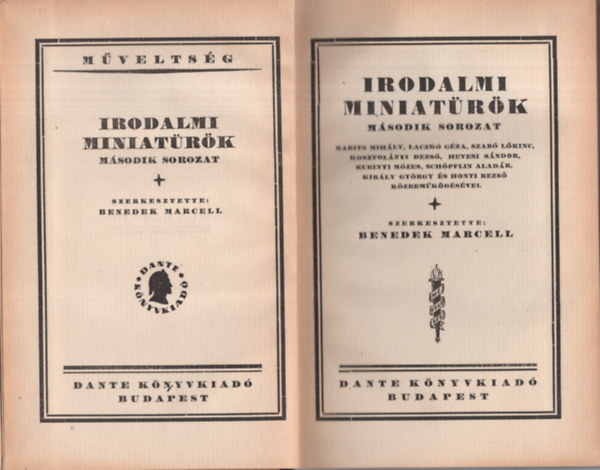 MŰVELTSÉG
IRODALMI
MINIATŰRÖK
MÁSODIK SOROZAT
SZERKESZTETTE:
BENEDEK MARCELL
DANTE KÖNYVKIADÓ
DANTE KÖNYVKIADÓ
BUDAPEST
IRODALMI
MINIATŰRÖK
MÁSODIK SOROZAT
BABITS MIHÁLY, LACZKÓ GÉZA, SZABÓ LŐRINC,
KOSZTOLÁNYI DEZSŐ, HEVESI SÁNDOR,
RUBINYI MÓZES, SCHÖPFLIN ALADÁR,
KIRÁLY GYÖRGY ÉS HONTI REZSŐ
KÖZREMŰKÖDÉSÉVEL
SZERKESZTETTE:
BENEDEK MARCELL
DANTE KÖNYVKIADÓ
BUDAPEST